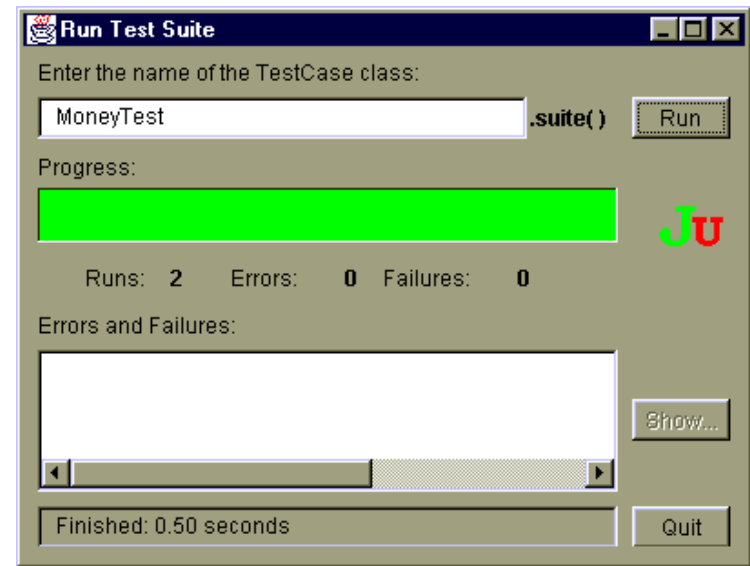 Run Test Suite
Enter the name of the TestCase class:
MoneyTest .suite( ) Run
Progress:
JU
Runs: 2 Errors: 0 Failures: 0
Errors and Failures:
Show...
Finished: 0.50 seconds Quit